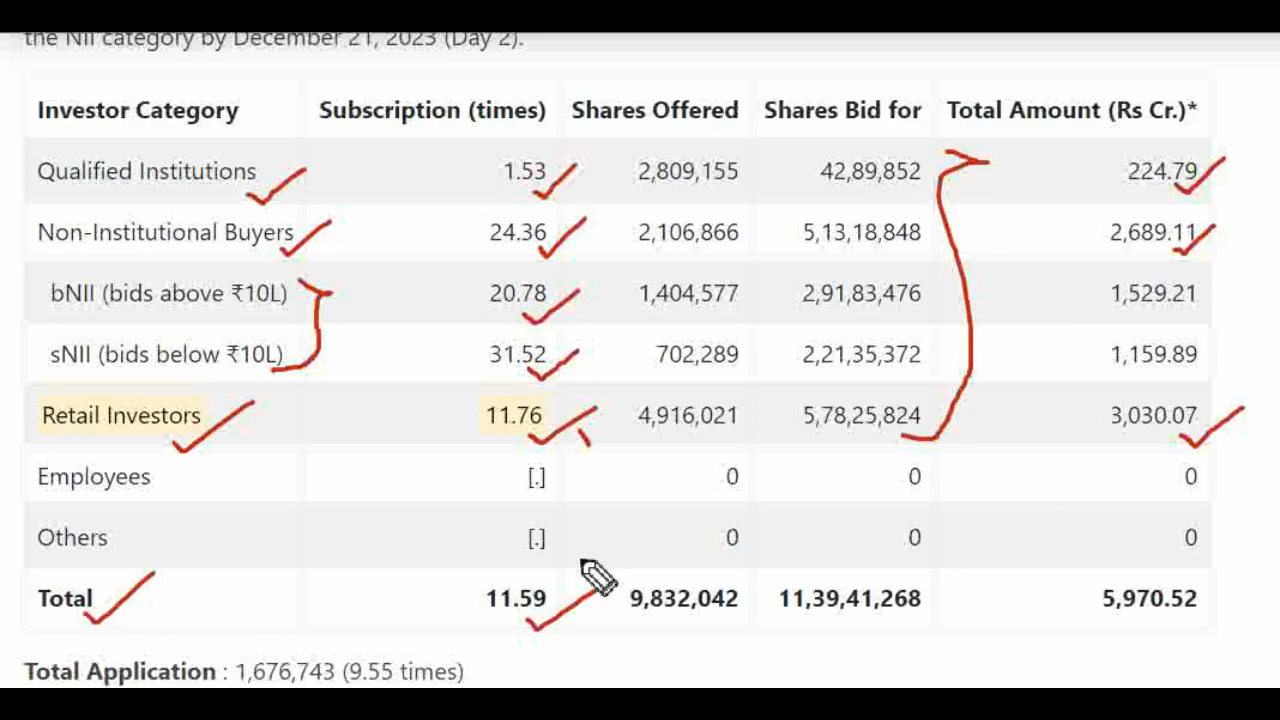 the NII category by December 21, 2023 (Day 2).
Investor Category Subscription (times) Shares Offered Shares Bid for Total Amount (Rs Cr.)*
Qualified Institutions 1.53 2,809,155 42,89,852 224.79
Non-Institutional Buyers 24.36 2,106,866 5,13,18,848 2,689.11
bNII (bids above ₹10L) 20.78 1,404,577 2,91,83,476 1,529.21
sNII (bids below ₹10L) 31.52 702,289 2,21,35,372 1,159.89
Retail Investors 11.76 4,916,021 5,78,25,824 3,030.07
Employees [.] 0 0 0
Others [.] 0 0 0
Total 11.59 9,832,042 11,39,41,268 5,970.52
Total Application : 1,676,743 (9.55 times)